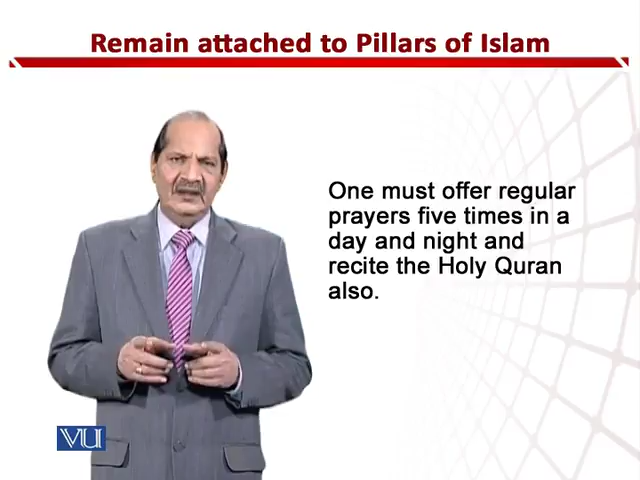 Remain attached to Pillars of Islam
One must offer regular
prayers five times in a
day and night and
recite the Holy Quran
also.
VU